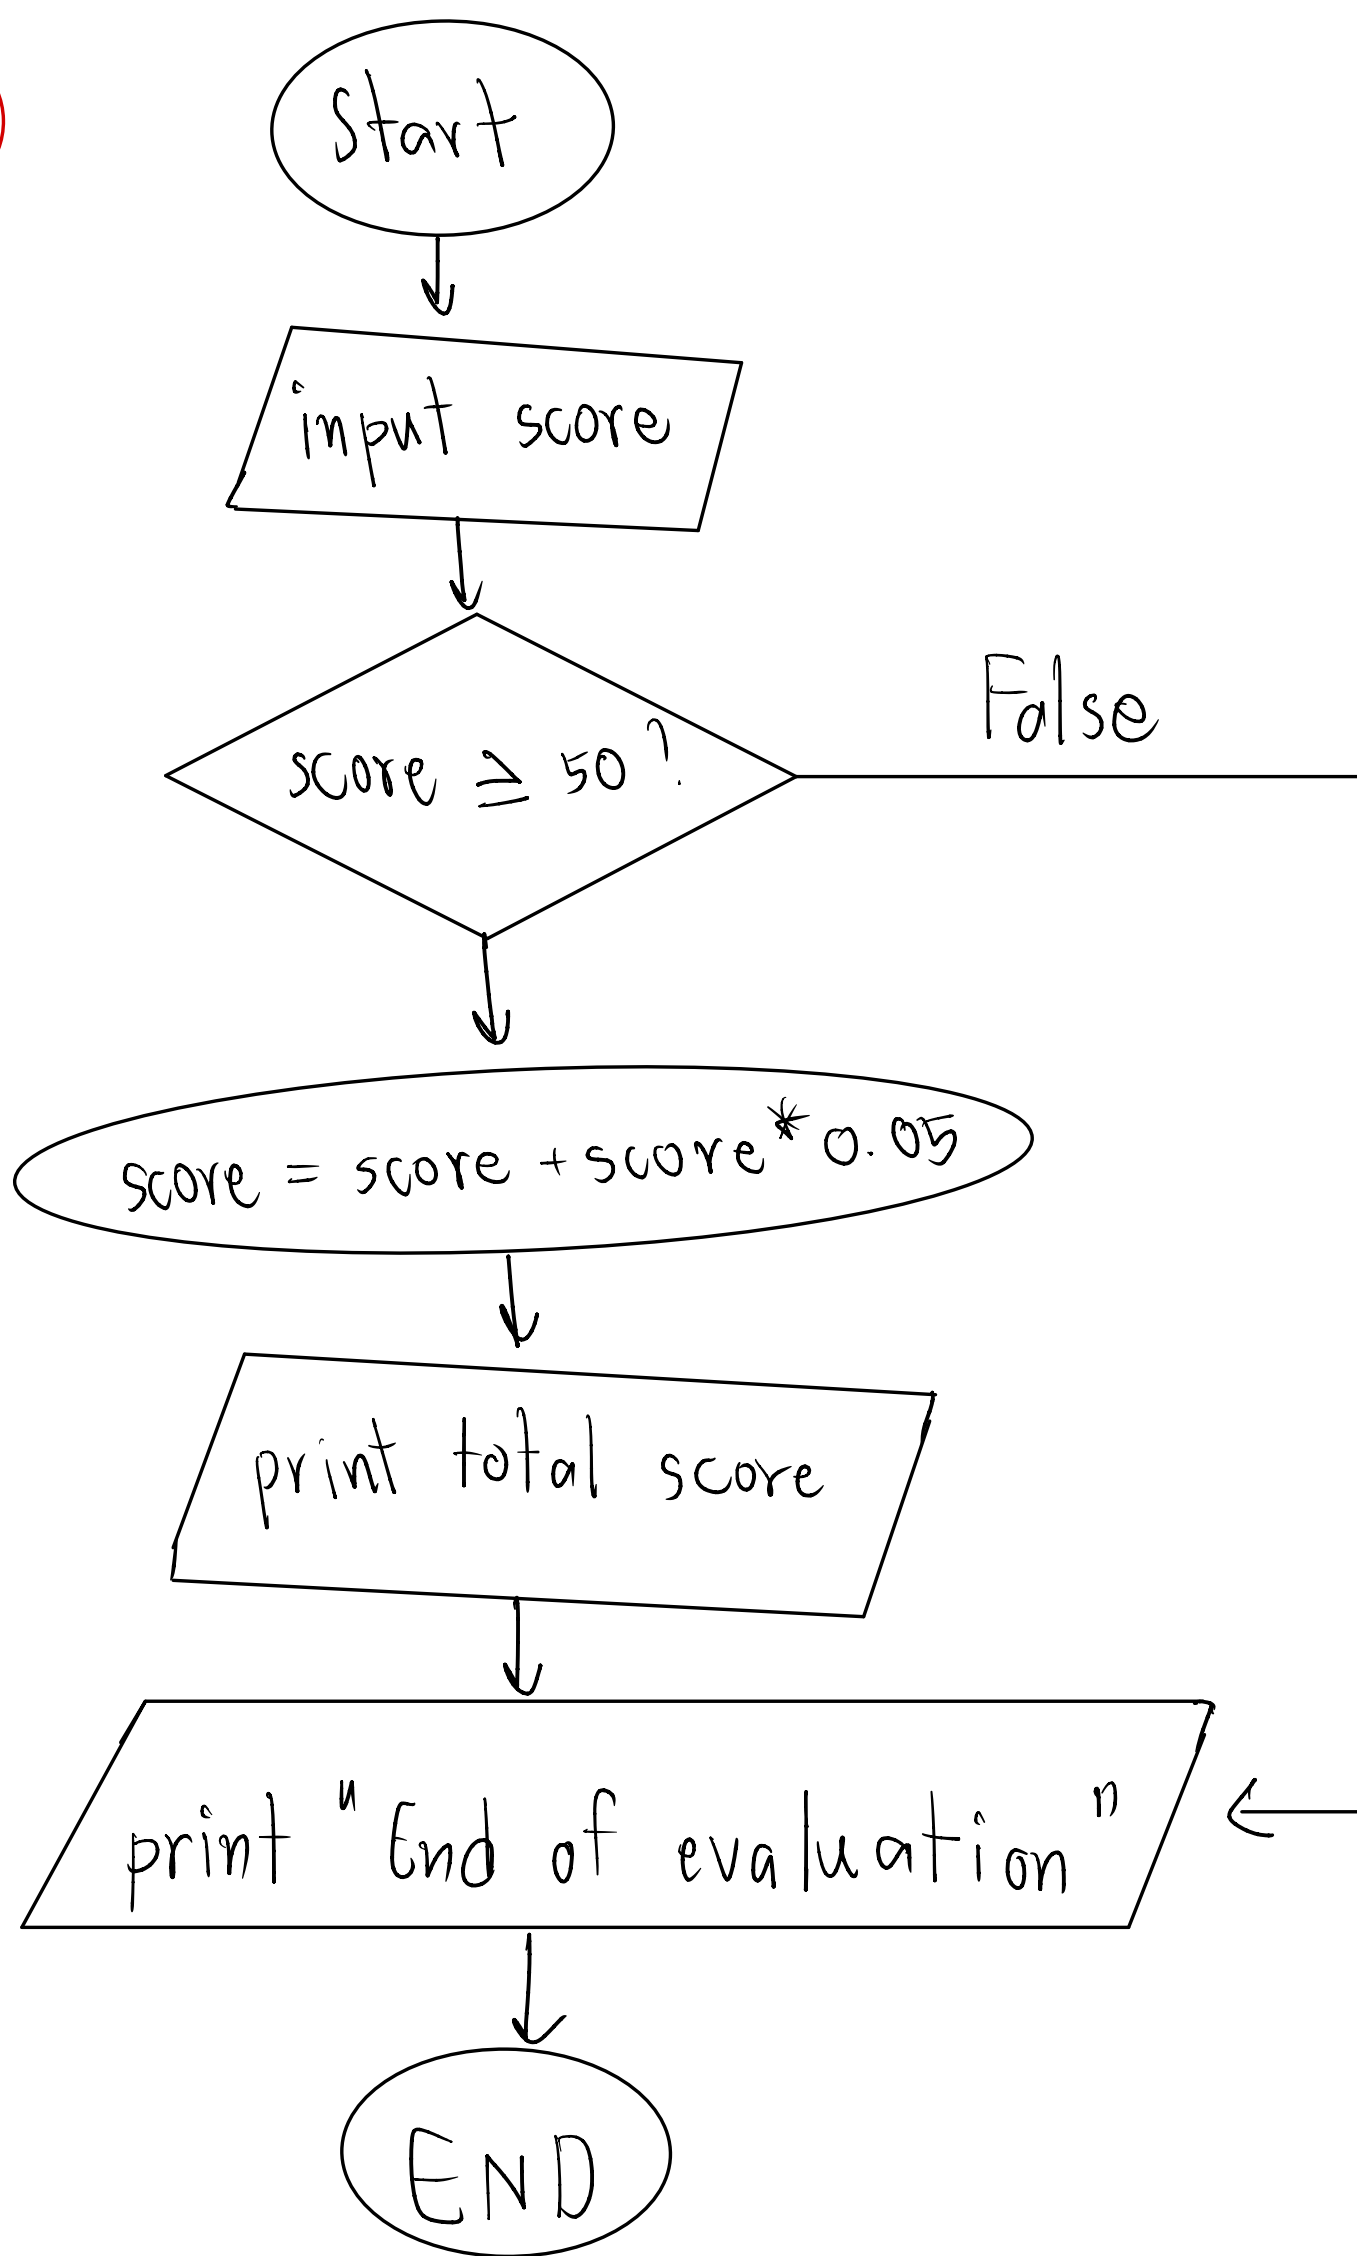 Start
input score
False
score ≥ 50?
score = score + score * 0.05
print total score
print "End of evaluation"
END